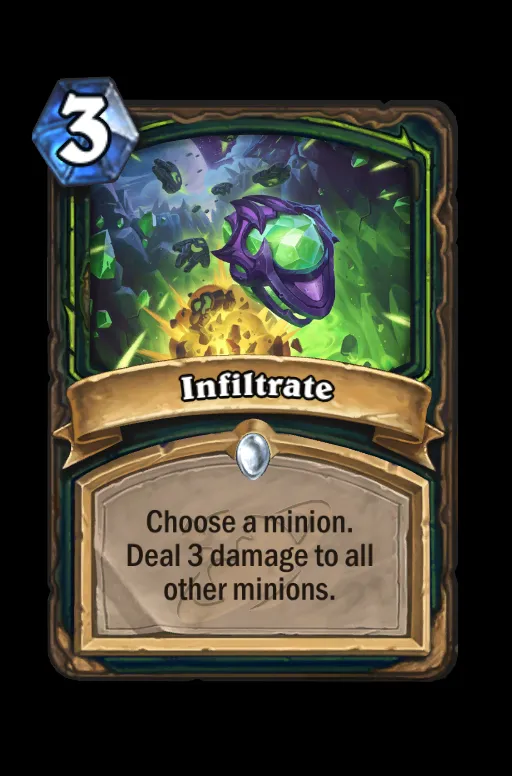 3
Infiltrate
Choose a minion.
Deal 3 damage to all
other minions.